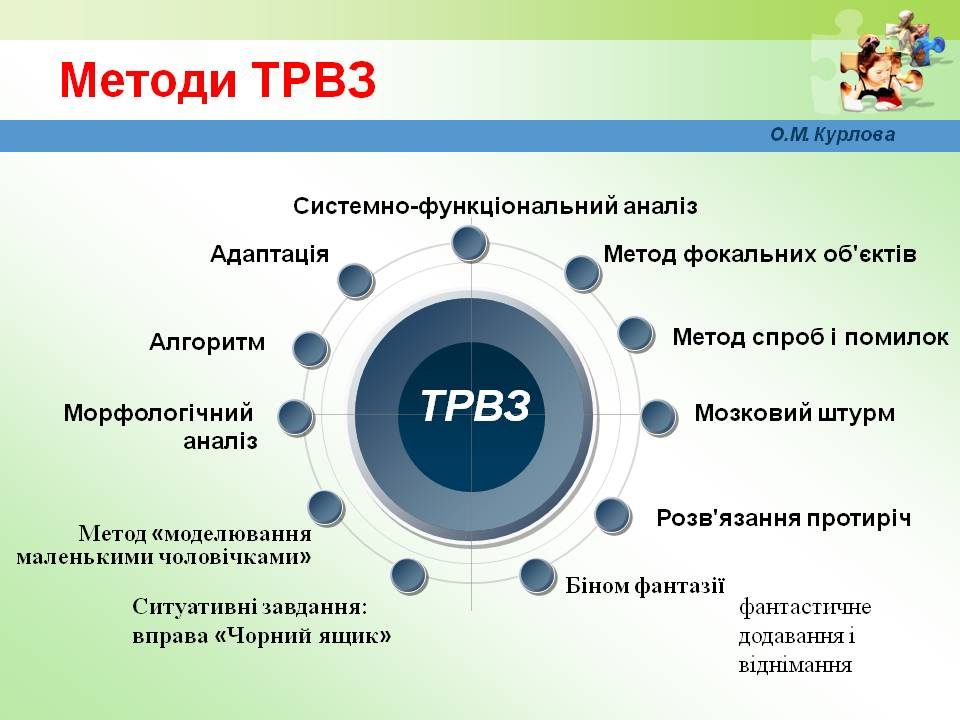 Методи ТРВЗ
О.М. Курлова
Системно-функціональний аналіз
Адаптація
Метод фокальних об'єктів
Алгоритм
Метод спроб і помилок
Морфологічний
аналіз
ТРВЗ
Мозковий штурм
Метод «моделювання
маленькими чоловічками»
Розв'язання протиріч
Ситуативні завдання:
вправа «Чорний ящик»
Біном фантазії
фантастичне
додавання і
віднімання